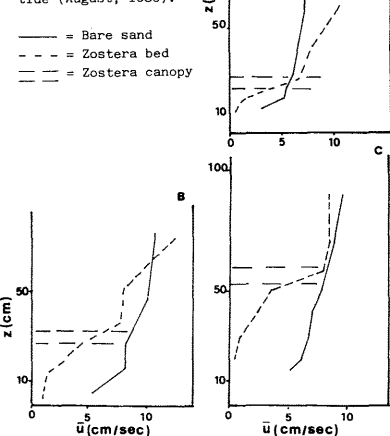 tide (August, 1980).
= Bare sand
= Zostera bed
= Zostera canopy
50
10
0 5 10
C
B
100
z (cm)
50
50
10
10
0 10
ū (cm/sec)
0 5 10
ū (cm/sec)